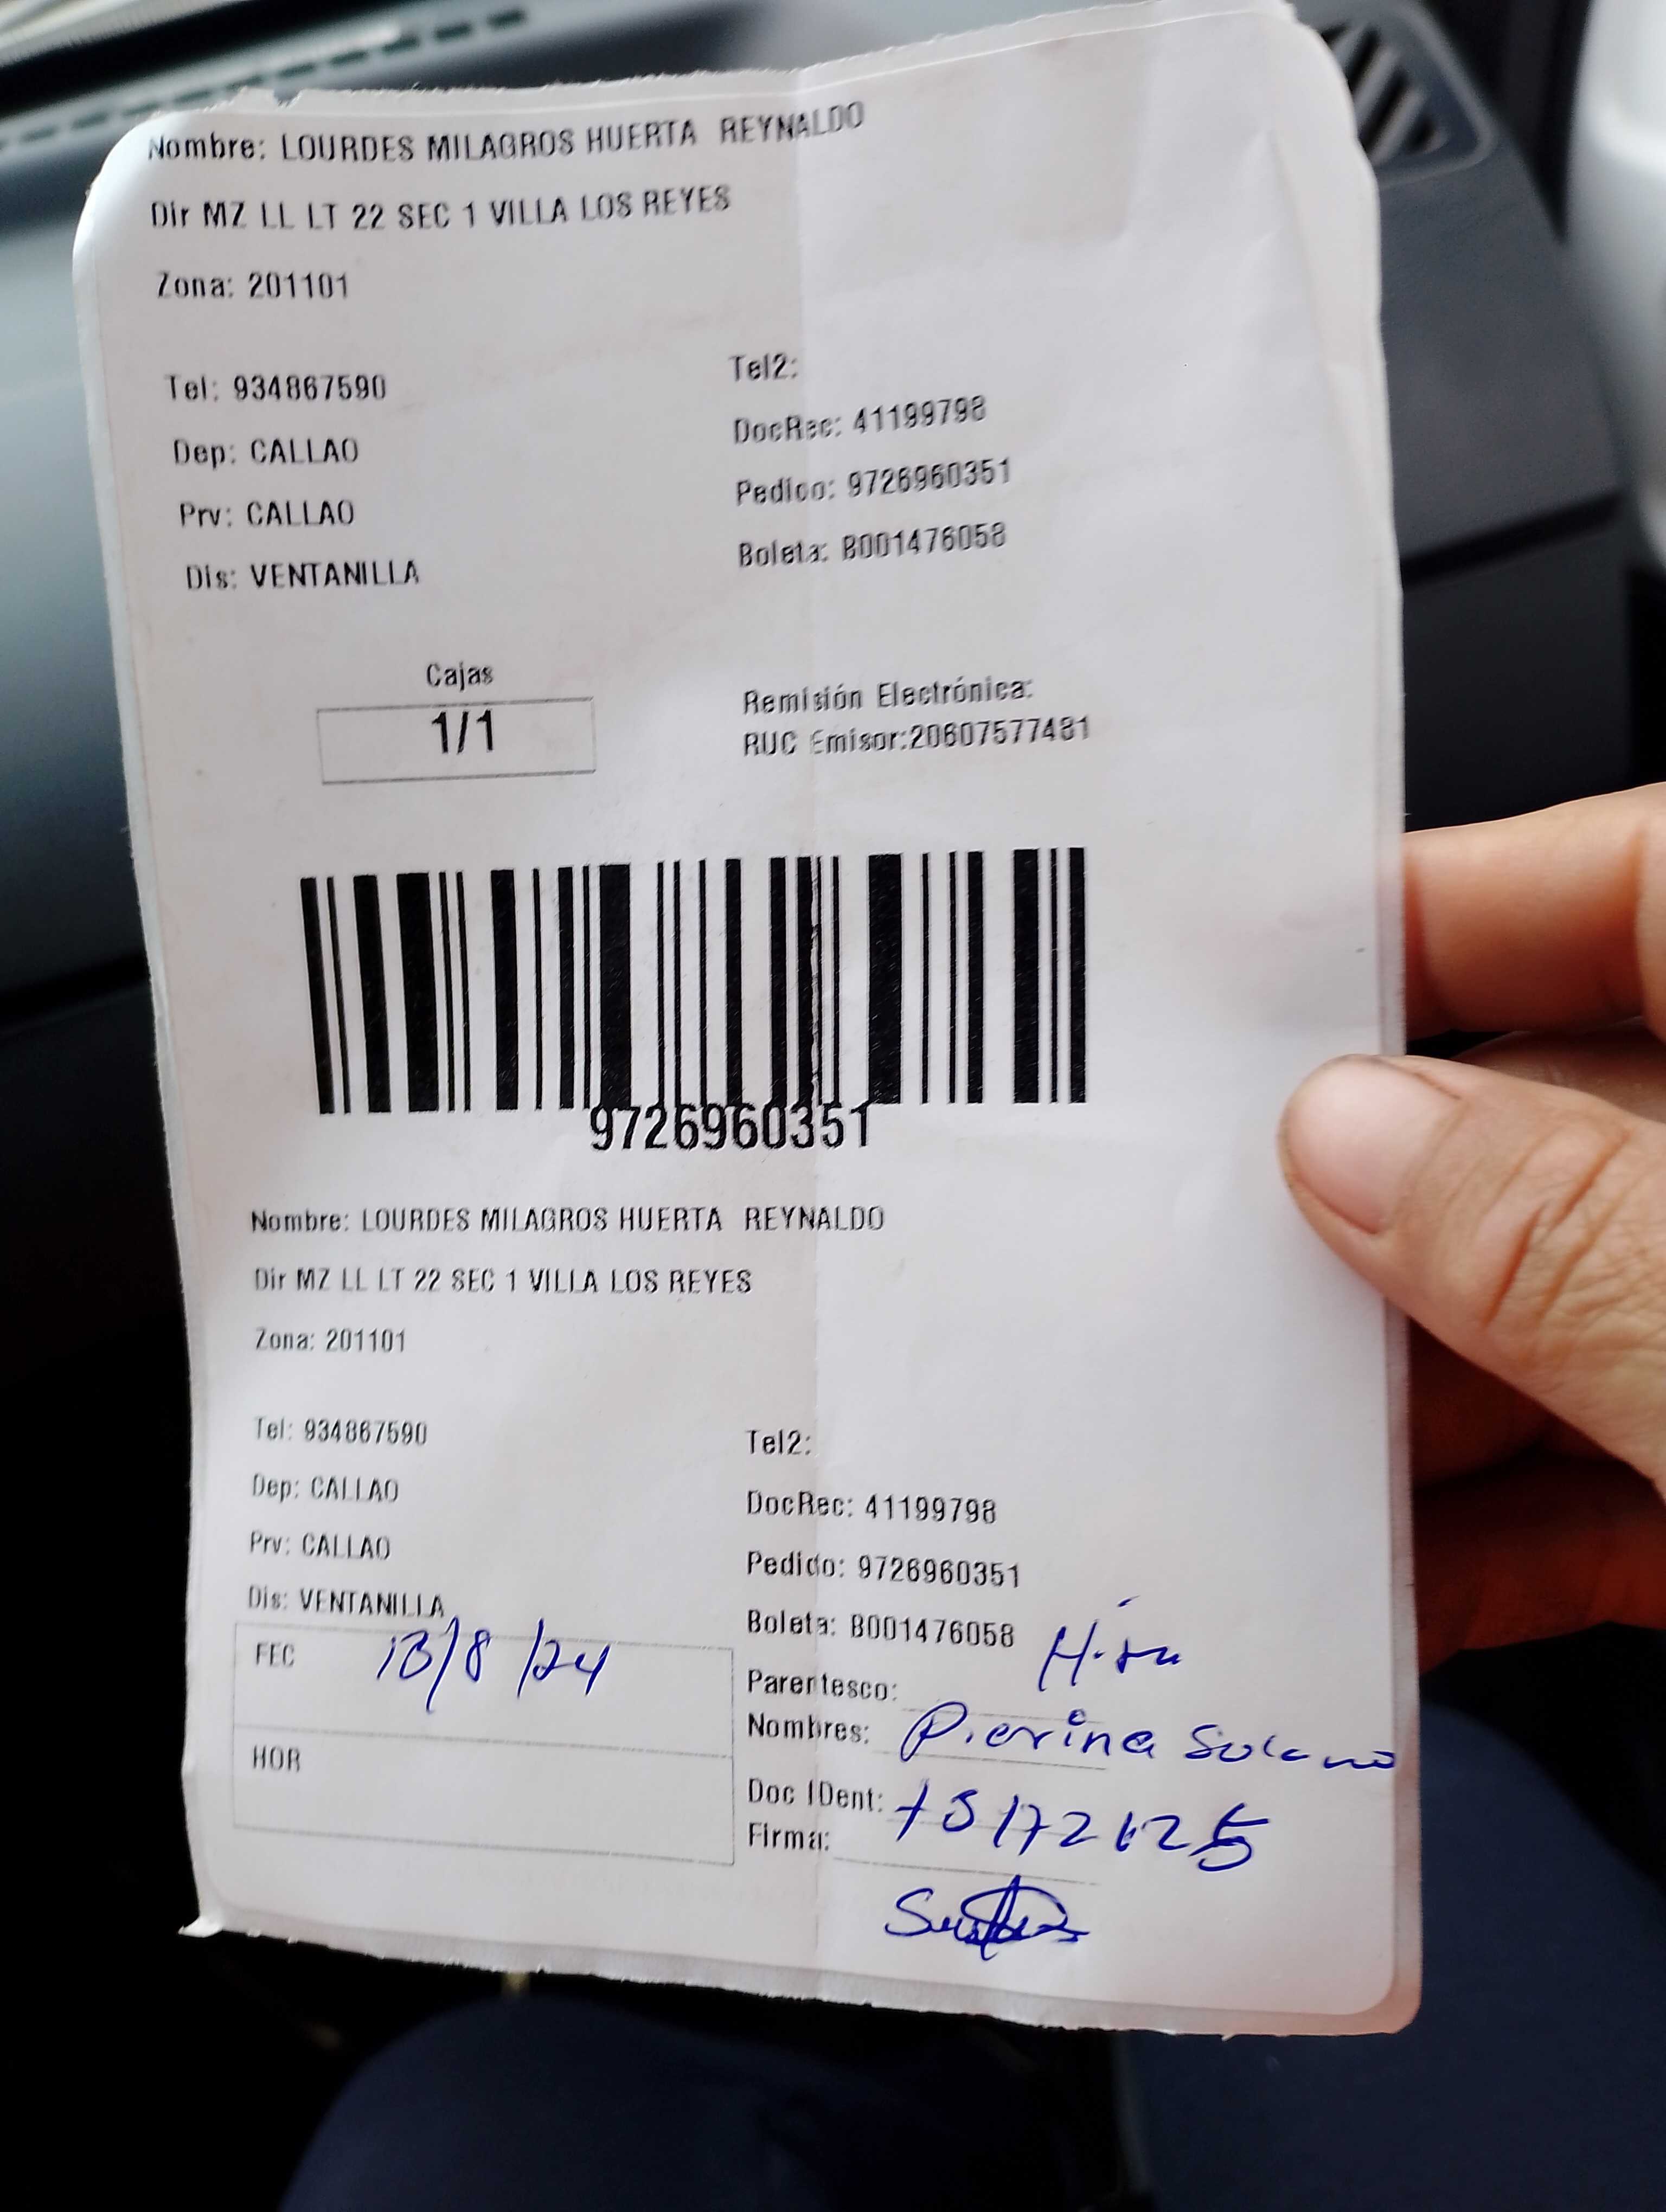 Nombre: LOURDES MILAGROS HUERTA REYNALDO
Dir MZ LL LT 22 SEC 1 VILLA LOS REYES
Zona: 201101
Tel: 934867590
Dep: CALLAO
Prv: CALLAO
Dis: VENTANILLA
Tel2:
DocRec: 41199798
Pedido: 9726960351
Boleta: B001476058
Cajas
1/1
Remisión Electrónica:
RUC Emisor:20607577481
9726960351
Nombre: LOURDES MILAGROS HUERTA REYNALDO
Dir MZ LL LT 22 SEC 1 VILLA LOS REYES
Zona: 201101
Tel: 934867590
Dep: CALLAO
Prv: CALLAO
Dis: VENTANILLA
FEC 13/8/24
HOR
Tel2:
DocRec: 41199798
Pedido: 9726960351
Boleta: B001476058
Parentesco:
Nombres: Pierina Solano
Doc IDent:
Firma: